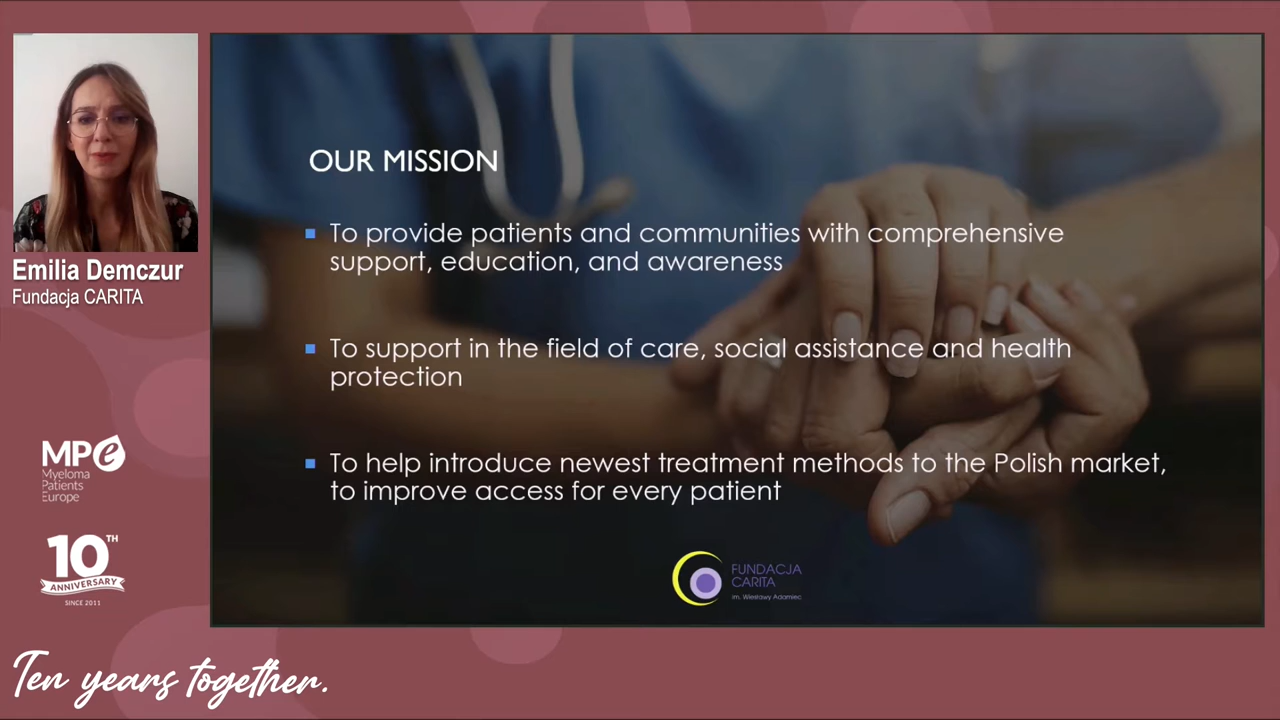 OUR MISSION
To provide patients and communities with comprehensive
support, education, and awareness
To support in the field of care, social assistance and health
protection
To help introduce newest treatment methods to the Polish market,
to improve access for every patient
FUNDACJA
CARITA
im. Wiesławy Adamiec
Emilia Demczur
Fundacja CARITA
MPe
Myeloma
Patients
Europe
10TH
ANNIVERSARY
SINCE 2011
Ten years together.